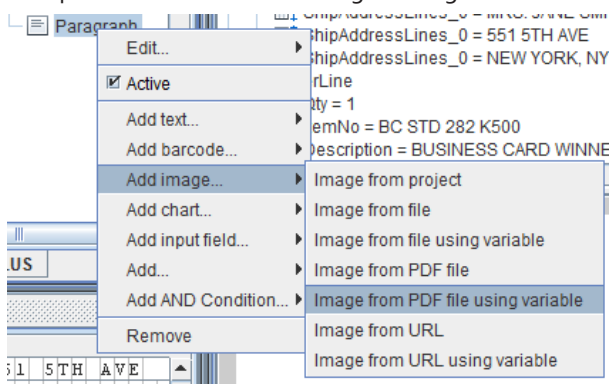 Paragraph
ShipAddressLines_0 = 551 5TH AVE
ShipAddressLines_0 = NEW YORK, NY
rLine
Qty = 1
emNo = BC STD 282 K500
Description = BUSINESS CARD WINNE
Edit...
Active
Add text...
Add barcode...
Add image...
Add chart...
Add input field...
Add...
Add AND Condition...
Remove
Image from project
Image from file
Image from file using variable
Image from PDF file
Image from PDF file using variable
Image from URL
Image from URL using variable
LUS
51 5TH AVE